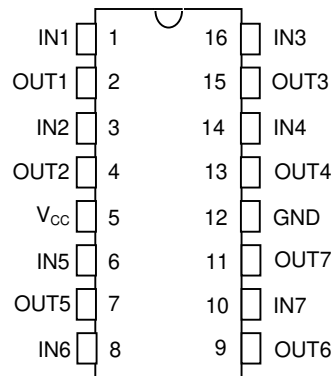 IN1 1 16 IN3
OUT1 2 15 OUT3
IN2 3 14 IN4
OUT2 4 13 OUT4
VCC 5 12 GND
IN5 6 11 OUT7
OUT5 7 10 IN7
IN6 8 9 OUT6